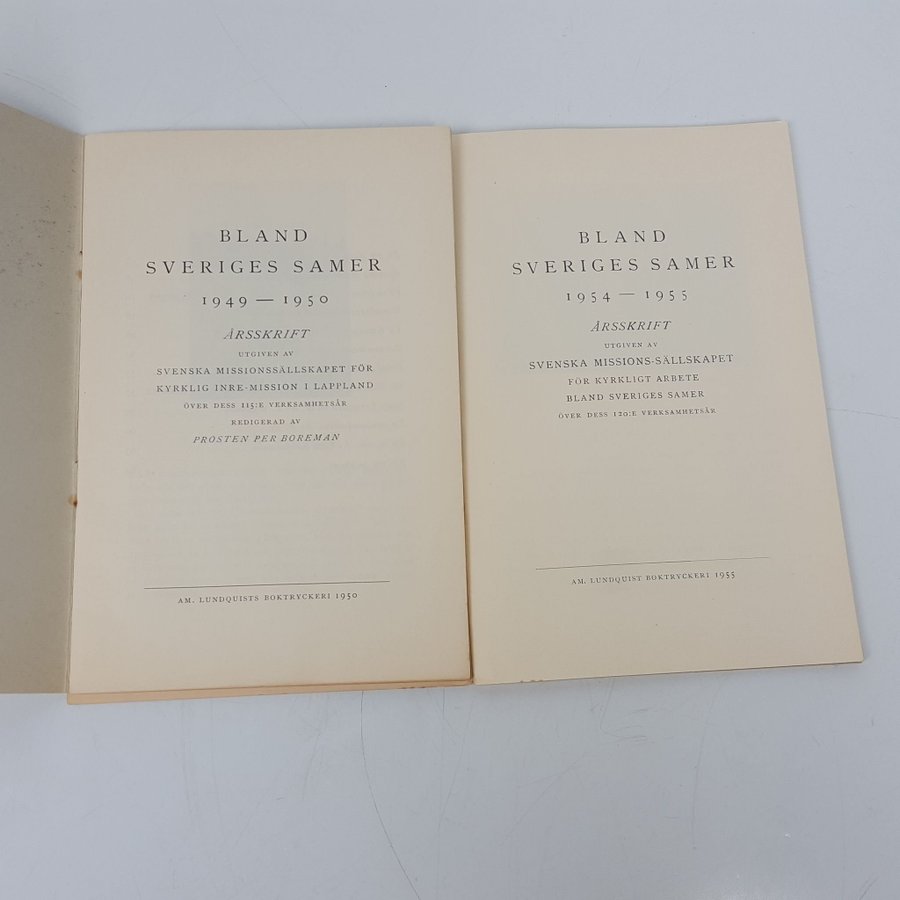 BLAND
SVERIGES SAMER
1949 — 1950
ÅRSSKRIFT
UTGIVEN AV
SVENSKA MISSIONSSÄLLSKAPET FÖR
KYRKLIG INRE-MISSION I LAPPLAND
ÖVER DESS 115:E VERKSAMHETSÅR
REDIGERAD AV
PROSTEN PER BOREMAN
AM. LUNDQUISTS BOKTRYCKERI 1950
BLAND
SVERIGES SAMER
1954 — 1955
ÅRSSKRIFT
UTGIVEN AV
SVENSKA MISSIONS-SÄLLSKAPET
FÖR KYRKLIGT ARBETE
BLAND SVERIGES SAMER
ÖVER DESS 120:E VERKSAMHETSÅR
AM. LUNDQUIST BOKTRYCKERI 1955